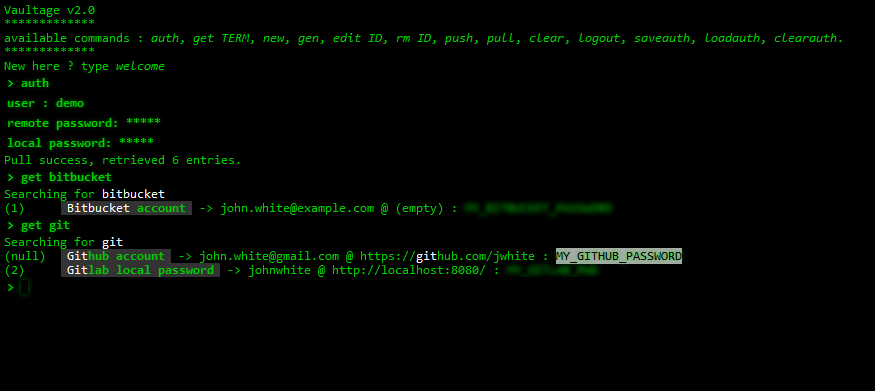 Vaultage v2.0
*************
available commands : auth, get TERM, new, gen, edit ID, rm ID, push, pull, clear, logout, saveauth, loadauth, clearauth.
*************
New here ? type welcome
> auth
user : demo
remote password: *****
local password: *****
Pull success, retrieved 6 entries.
> get bitbucket
Searching for bitbucket
(1) Bitbucket account -> john.white@example.com @ (empty) :
> get git
Searching for git
(null) Github account -> john.white@gmail.com @ https://github.com/jwhite : MY_GITHUB_PASSWORD
(2) Gitlab local password -> johnwhite @ http://localhost:8080/ :
>